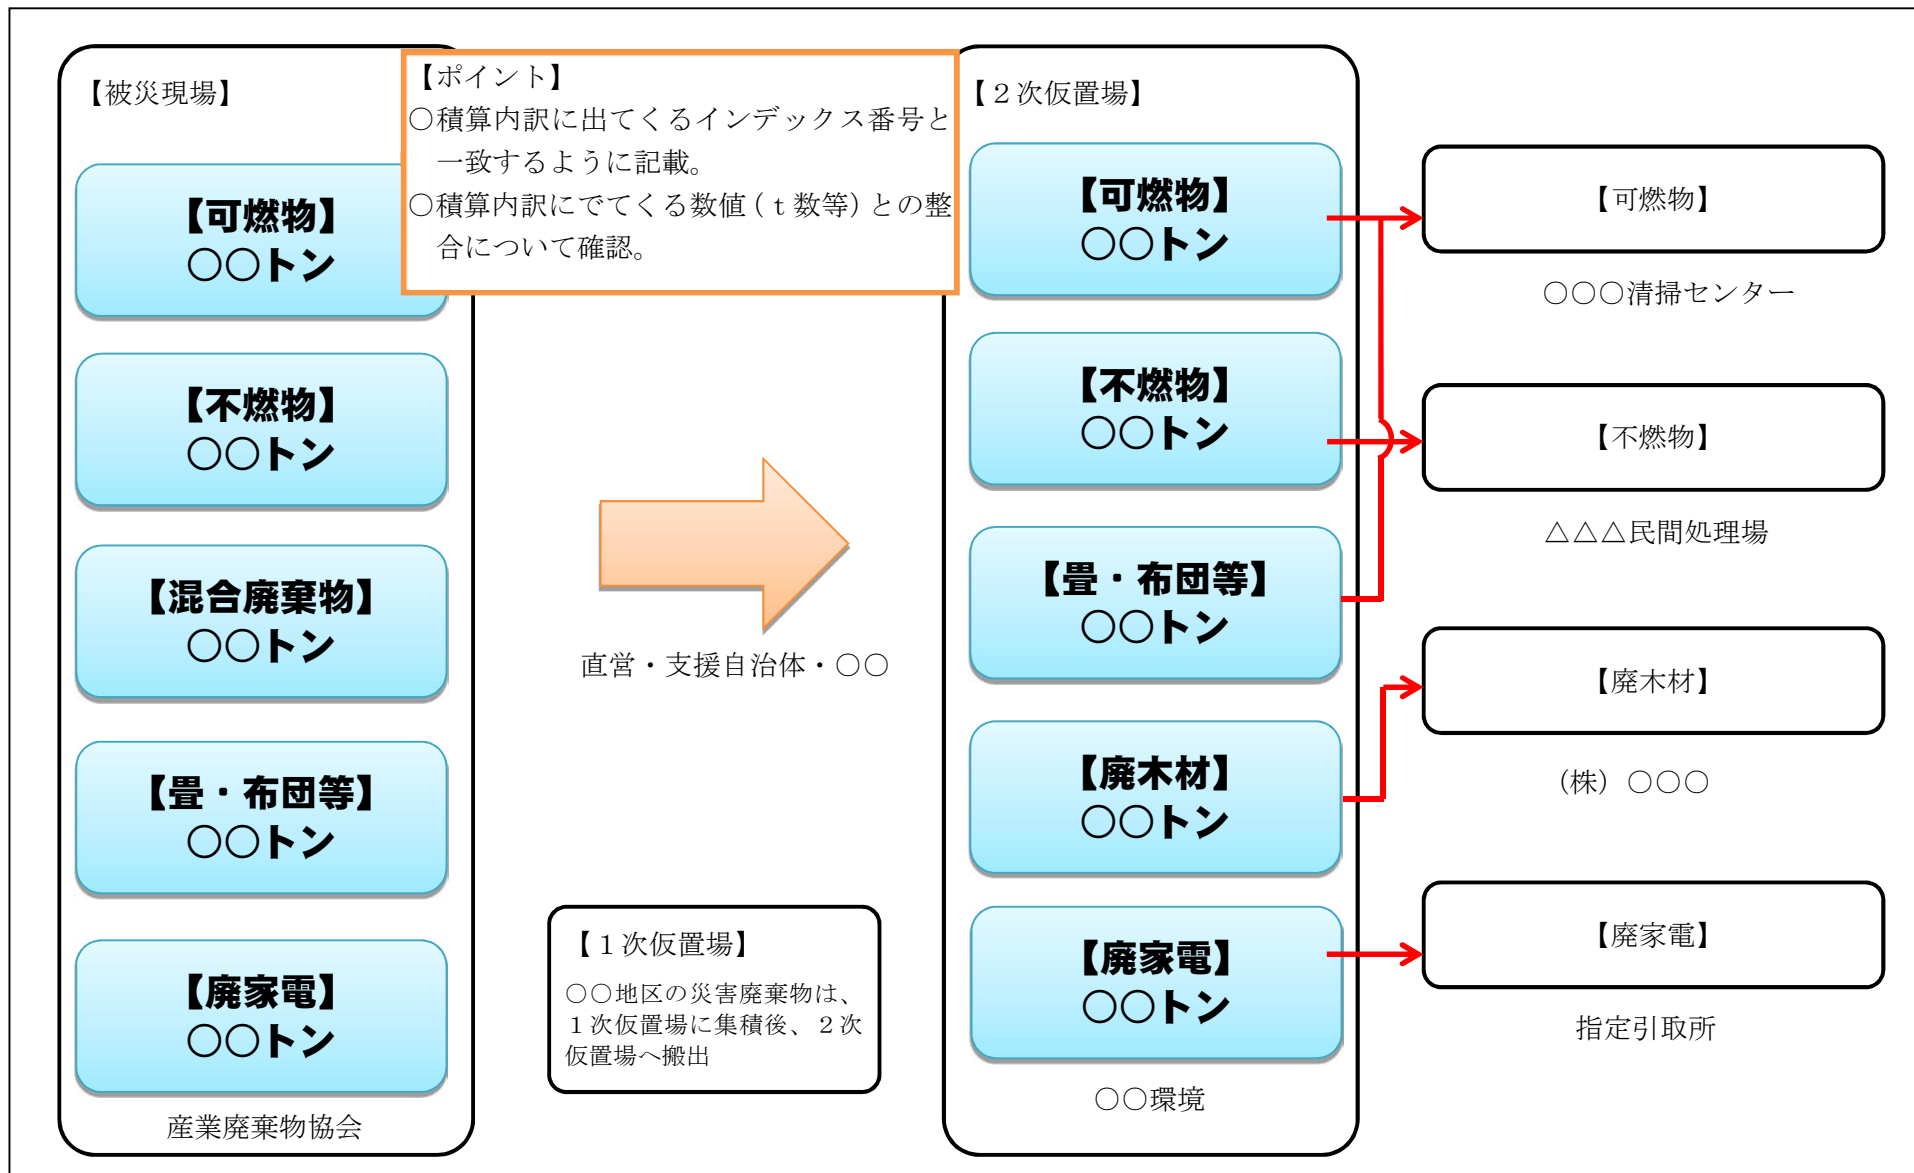 【被災現場】
【可燃物】
○○トン
【不燃物】
○○トン
【混合廃棄物】
○○トン
【畳・布団等】
○○トン
【廃家電】
○○トン
産業廃棄物協会
【ポイント】
○積算内訳に出てくるインデックス番号と
一致するように記載。
○積算内訳にでてくる数値(t数等)との整
合について確認。
直営・支援自治体・○○
【1次仮置場】
○○地区の災害廃棄物は、
1次仮置場に集積後、2次
仮置場へ搬出
【2次仮置場】
【可燃物】
○○トン
【不燃物】
○○トン
【畳・布団等】
○○トン
【廃木材】
○○トン
【廃家電】
○○トン
○○環境
【可燃物】
○○○清掃センター
【不燃物】
△△△民間処理場
【廃木材】
(株)○○○
【廃家電】
指定引取所